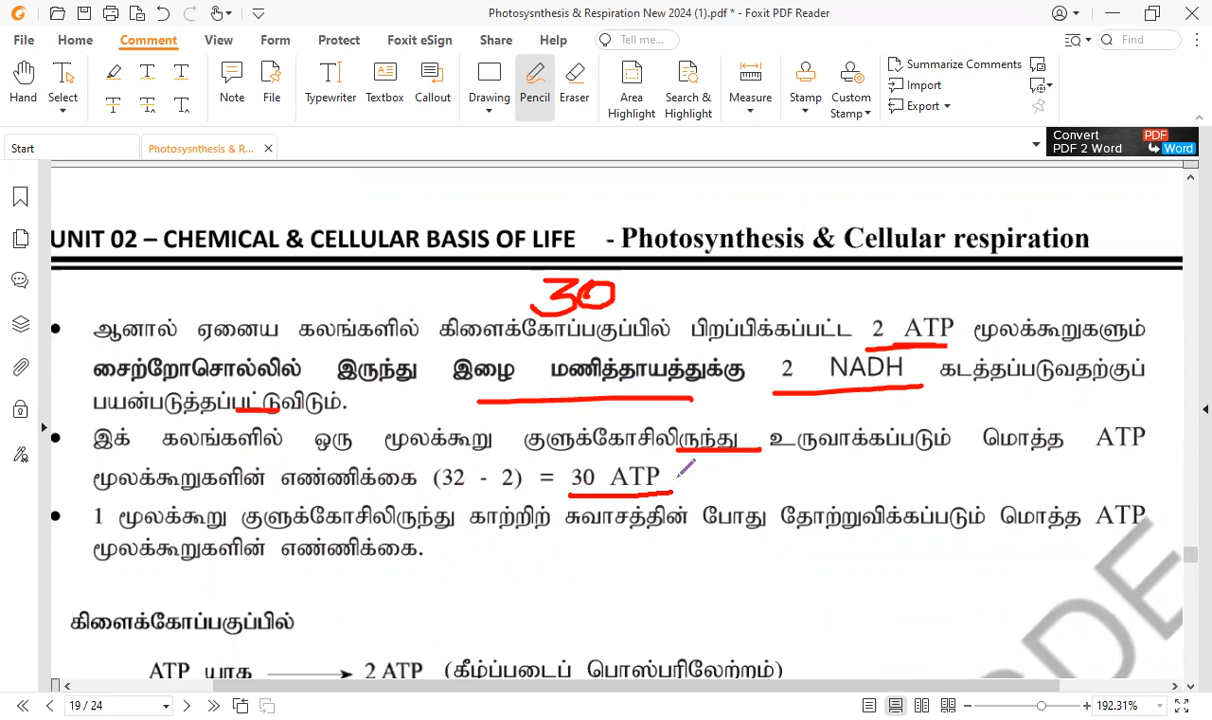 Photosysnthesis & Respiration New 2024 (1).pdf * - Foxit PDF Reader
File Home Comment View Form Protect Foxit eSign Share Help Tell me... Find
Hand Select Note File Typewriter Textbox Callout Drawing Pencil Eraser Area Highlight Search & Highlight Measure Stamp Custom Stamp Summarize Comments Import Export
Start Photosysnthesis & R... Convert PDF 2 Word PDF Word
UNIT 02 – CHEMICAL & CELLULAR BASIS OF LIFE - Photosynthesis & Cellular respiration
30
• ஆனால் ஏனைய கலங்களில் கிளைக்கோப்பகுப்பில் பிறப்பிக்கப்பட்ட 2 ATP மூலக்கூறுகளும்
சைற்றோசொல்லில் இருந்து இழை மணித்தாயத்துக்கு 2 NADH கடத்தப்படுவதற்குப்
பயன்படுத்தப்பட்டுவிடும்.
• இக் கலங்களில் ஒரு மூலக்கூறு குளுக்கோசிலிருந்து உருவாக்கப்படும் மொத்த ATP
மூலக்கூறுகளின் எண்ணிக்கை (32 - 2) = 30 ATP
• 1 மூலக்கூறு குளுக்கோசிலிருந்து காற்றிற் சுவாசத்தின் போது தோற்றுவிக்கப்படும் மொத்த ATP
மூலக்கூறுகளின் எண்ணிக்கை.
கிளைக்கோப்பகுப்பில்
ATP யாக → 2 ATP (கீழ்ப்படைப் பொஸ்பரிலேற்றம்)
19 / 24 192.31%